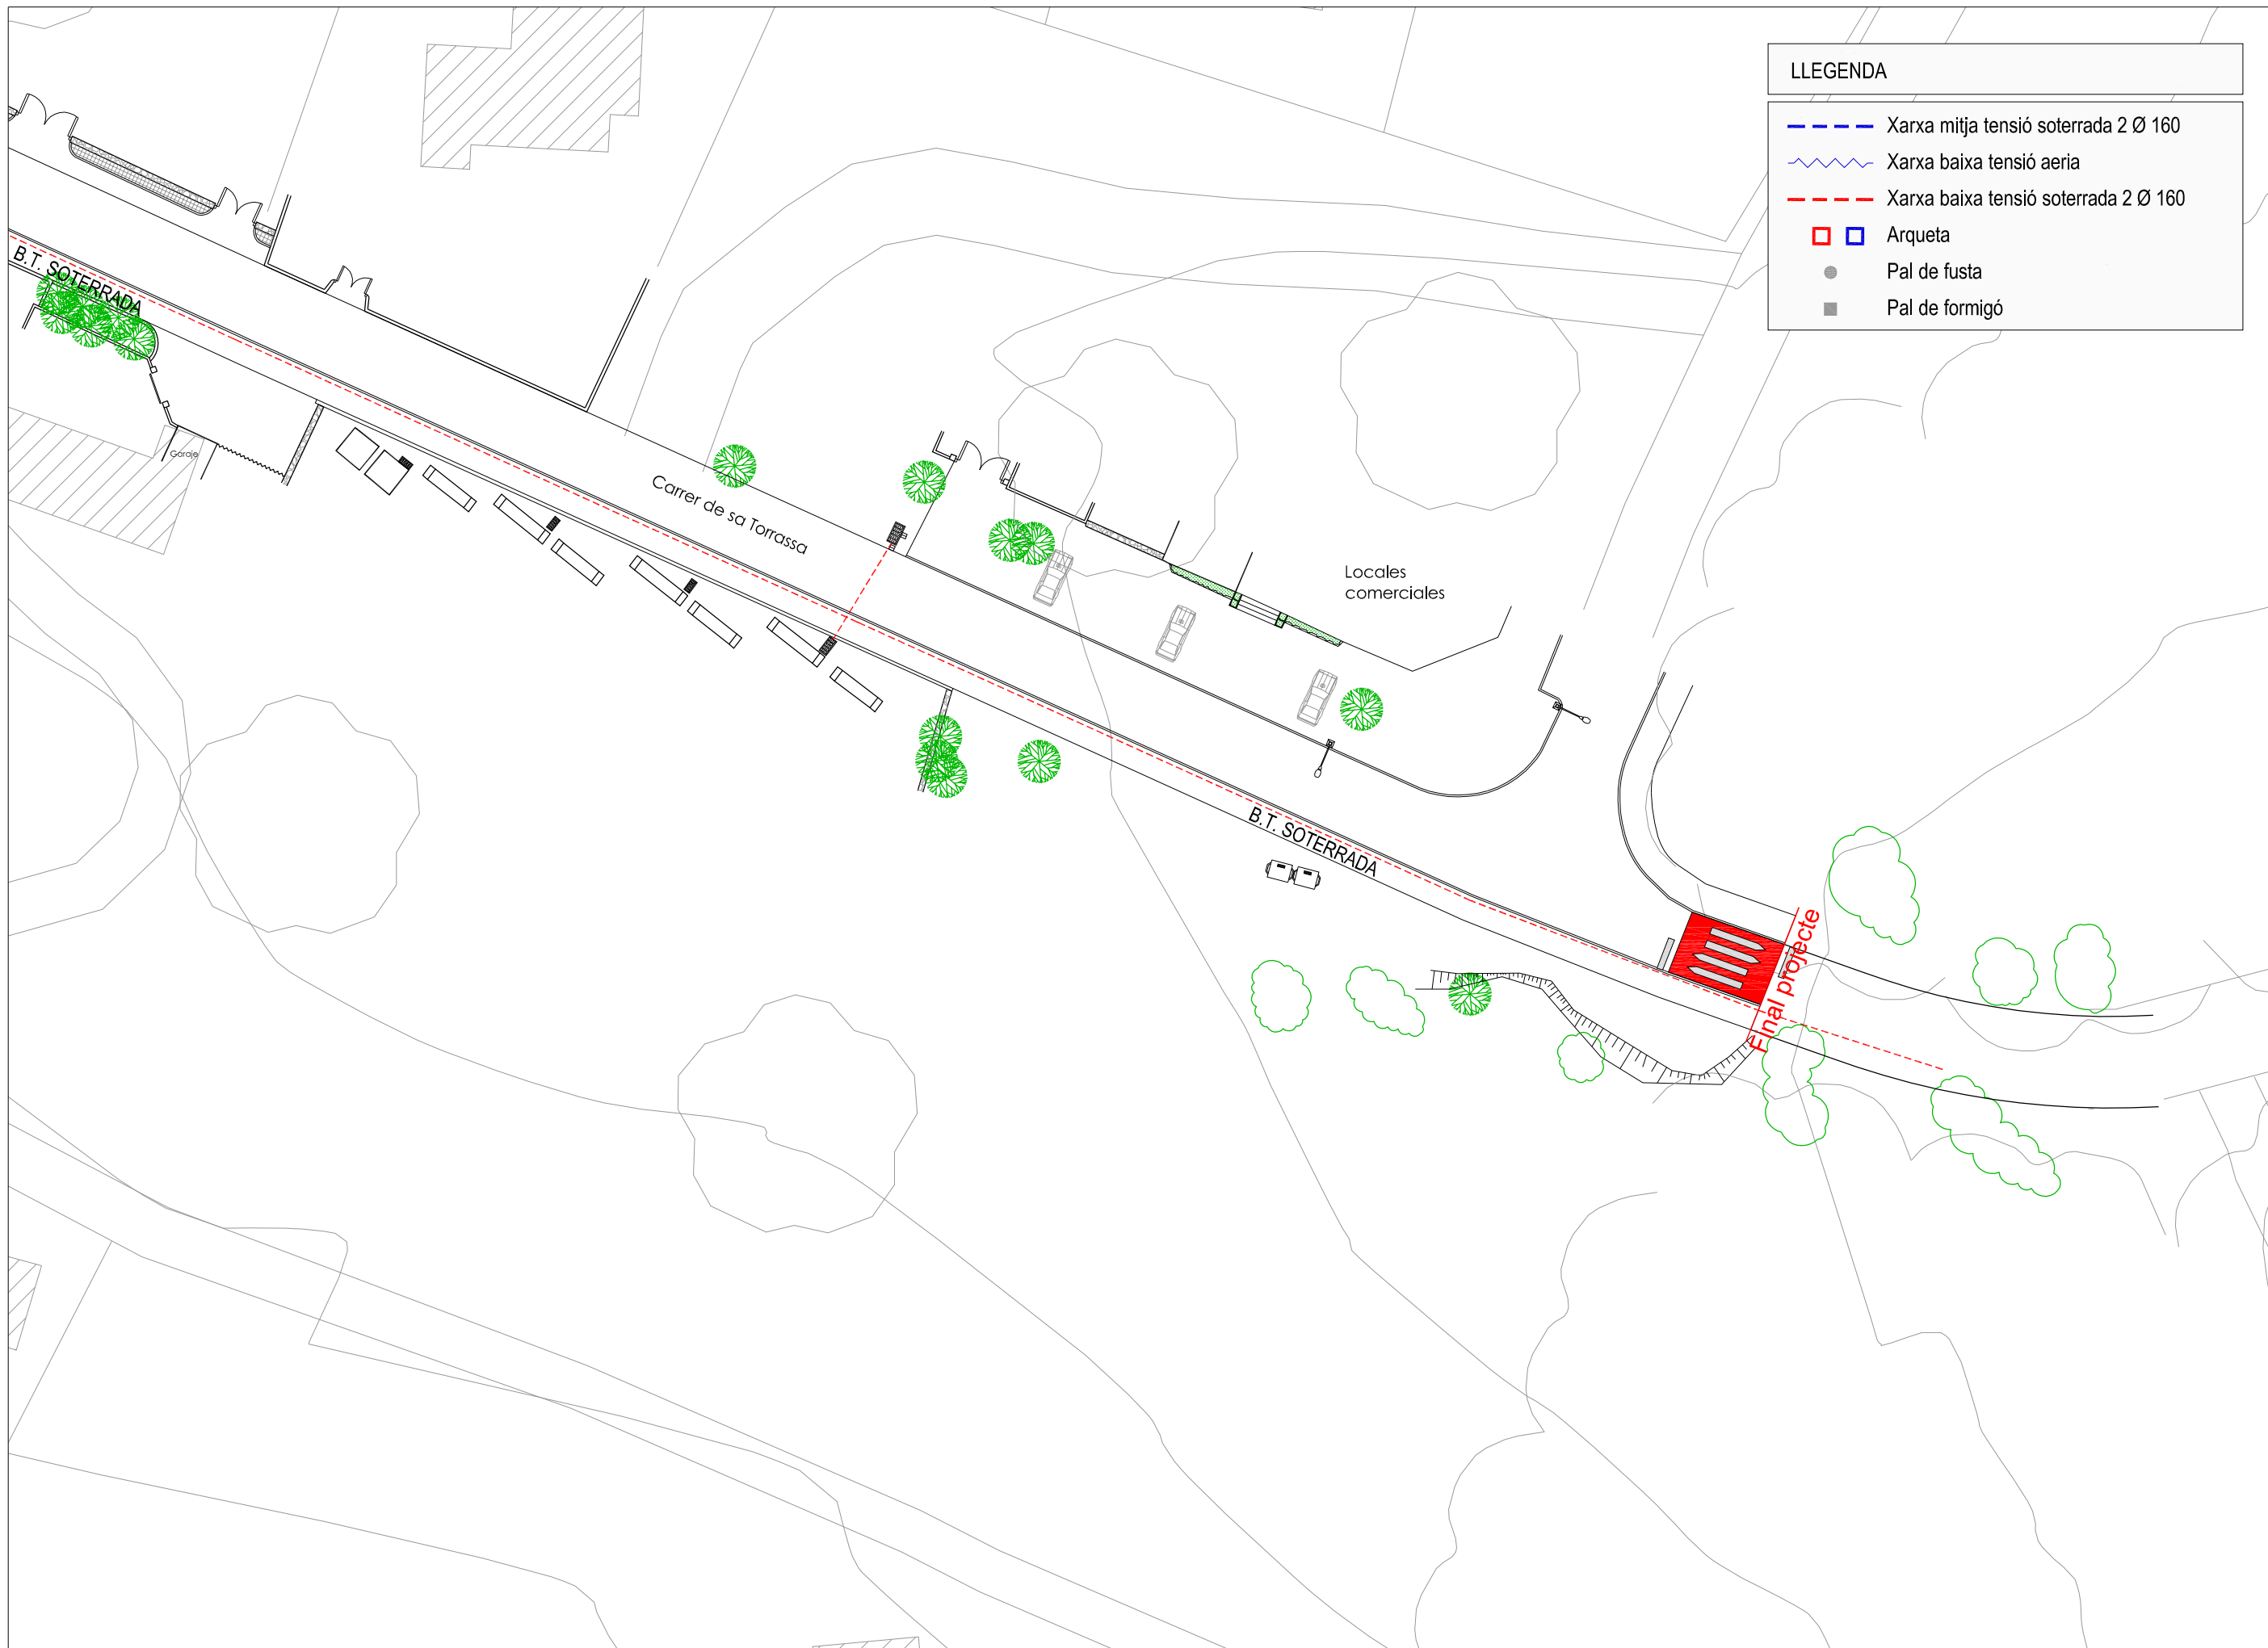 LLEGENDA
Xarxa mitja tensió soterrada 2 Ø 160
Xarxa baixa tensió aeria
Xarxa baixa tensió soterrada 2 Ø 160
Arqueta
Pal de fusta
Pal de formigó
B.T. SOTERRADA
Garaje
Carrer de sa Torrassa
Locales
comerciales
B.T. SOTERRADA
Final projecte